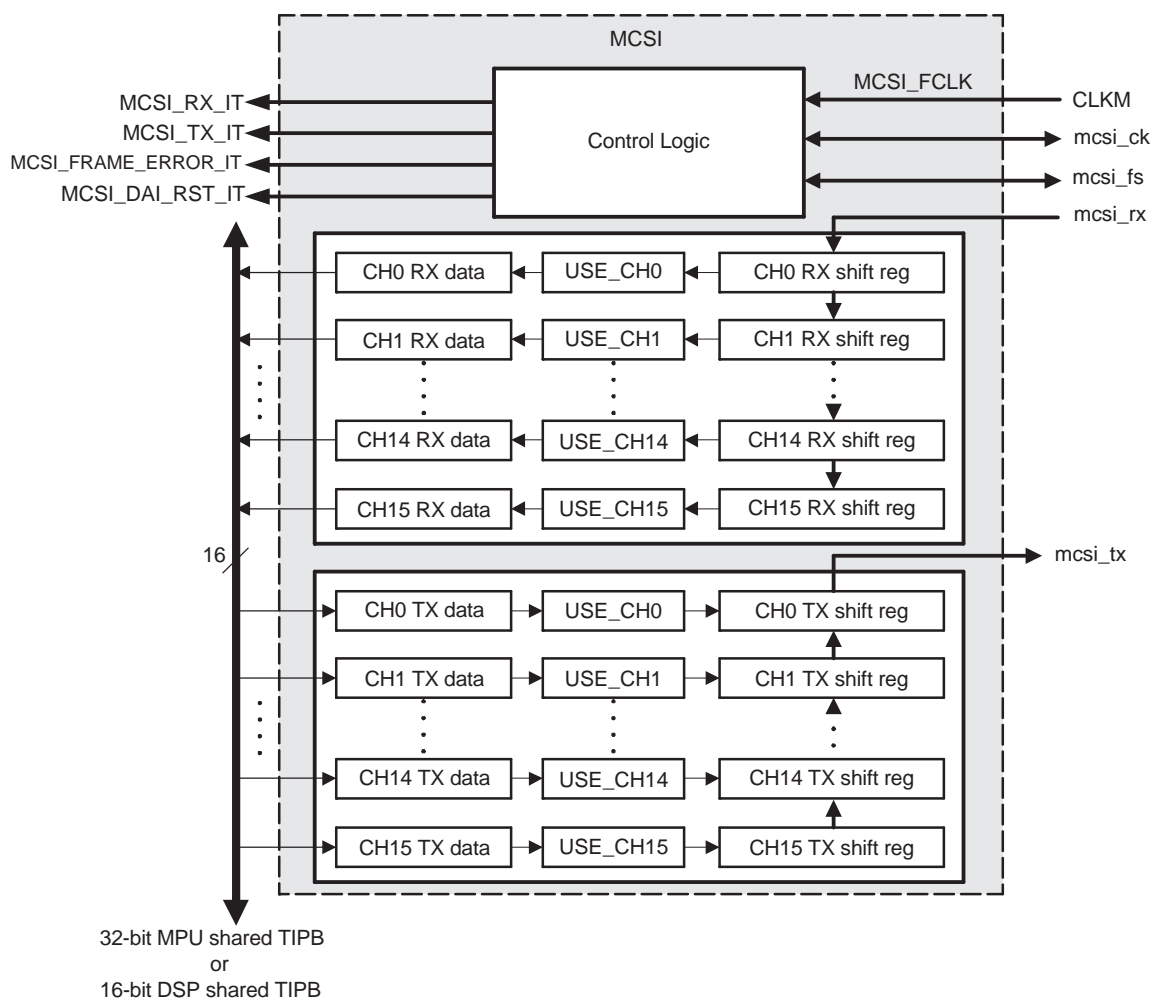 MCSI
MCSI_RX_IT
MCSI_TX_IT
MCSI_FRAME_ERROR_IT
MCSI_DAI_RST_IT
Control Logic
MCSI_FCLK
CLKM
mcsi_ck
mcsi_fs
mcsi_rx
CH0 RX data
USE_CH0
CH0 RX shift reg
CH1 RX data
USE_CH1
CH1 RX shift reg
CH14 RX data
USE_CH14
CH14 RX shift reg
CH15 RX data
USE_CH15
CH15 RX shift reg
16
mcsi_tx
CH0 TX data
USE_CH0
CH0 TX shift reg
CH1 TX data
USE_CH1
CH1 TX shift reg
CH14 TX data
USE_CH14
CH14 TX shift reg
CH15 TX data
USE_CH15
CH15 TX shift reg
32-bit MPU shared TIPB
or
16-bit DSP shared TIPB